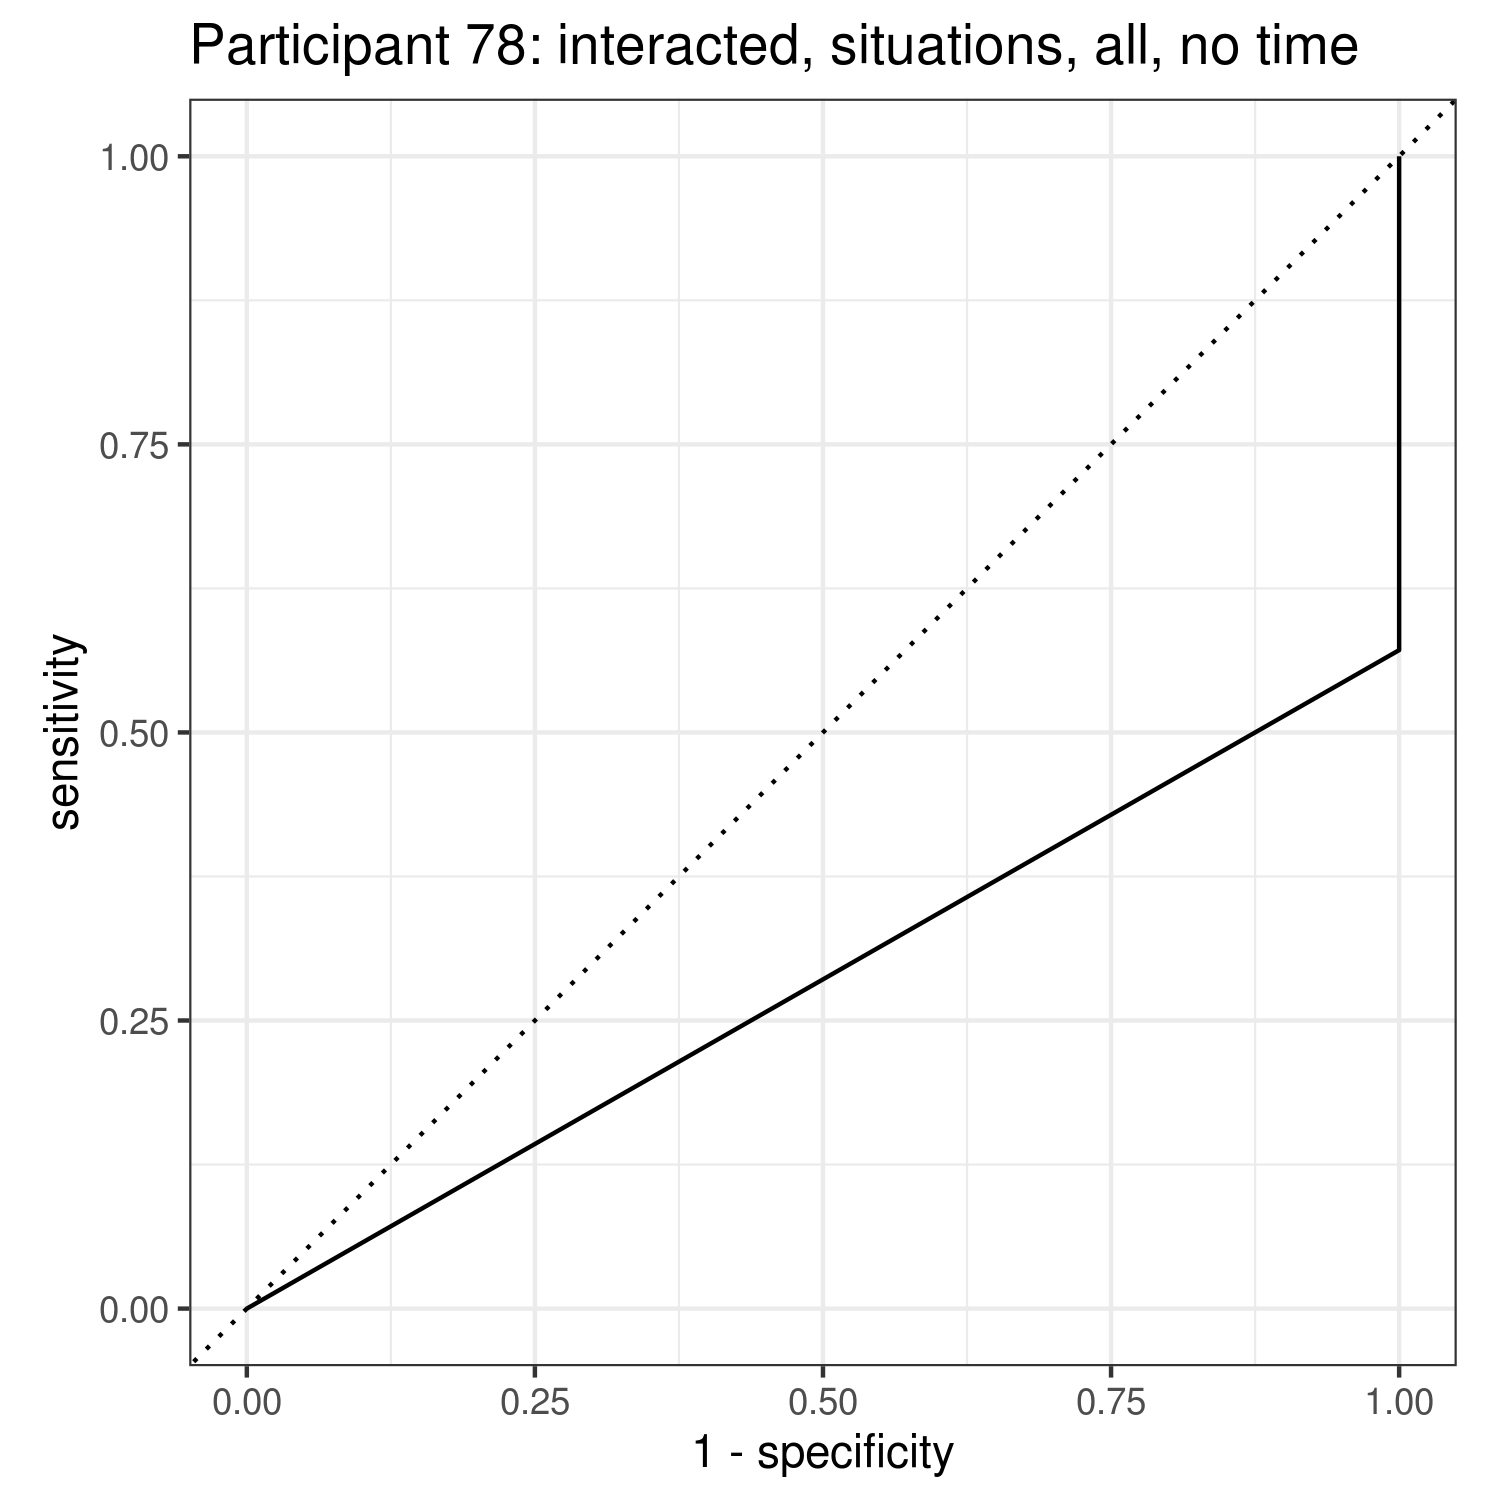 Participant 78: interacted, situations, all, no time
1.00
0.75
0.50
0.25
0.00
sensitivity
0.00 0.25 0.50 0.75 1.00
1 - specificity